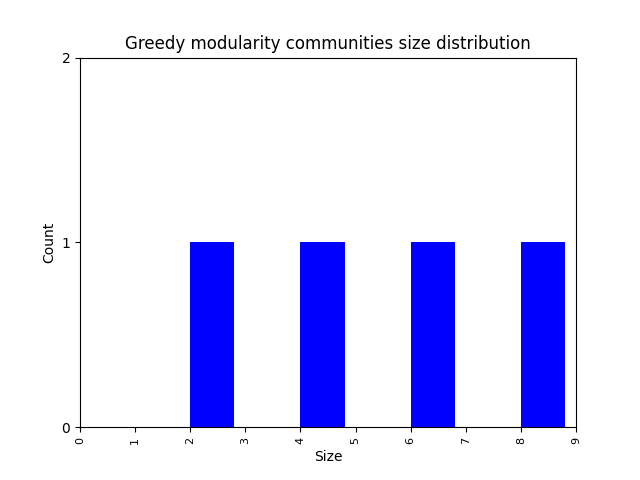 Greedy modularity communities size distribution
2
1
0
Count
0 1 2 3 4 5 6 7 8 9
Size